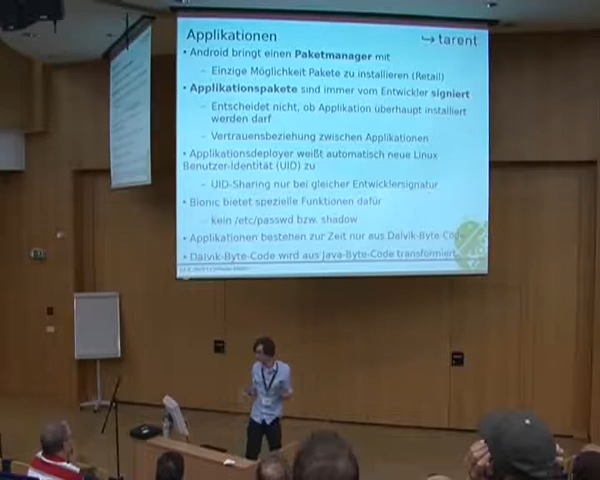 Applikationen
tarent
• Android bringt einen Paketmanager mit
– Einzige Möglichkeit Pakete zu installieren (Retail)
• Applikationspakete sind immer vom Entwickler signiert
– Entscheidet nicht, ob Applikation überhaupt installiert
werden darf
– Vertrauensbeziehung zwischen Applikationen
• Applikationsdeployer weißt automatisch neue Linux
Benutzer-Identität (UID) zu
– UID-Sharing nur bei gleicher Entwicklersignatur
• Bionic bietet spezielle Funktionen dafür
– kein /etc/passwd bzw. shadow
• Applikationen bestehen zur Zeit nur aus Dalvik-Byte-Code
• Dalvik-Byte-Code wird aus Java-Byte-Code transformiert